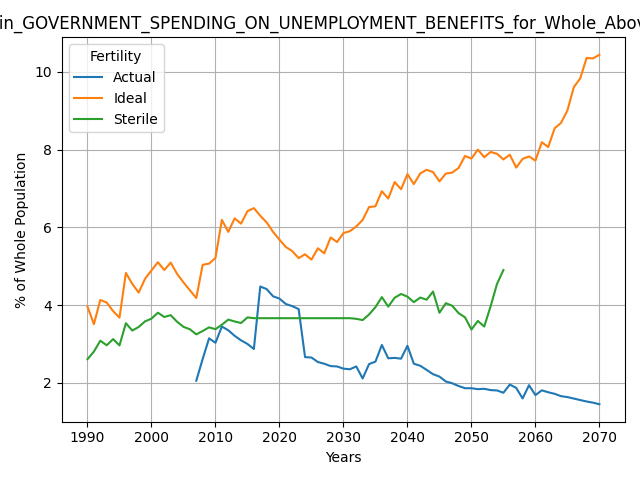 in_GOVERNMENT_SPENDING_ON_UNEMPLOYMENT_BENEFITS_for_Whole_Abov
Fertility
Actual
Ideal
Sterile
% of Whole Population
10
8
6
4
2
1990 2000 2010 2020 2030 2040 2050 2060 2070
Years